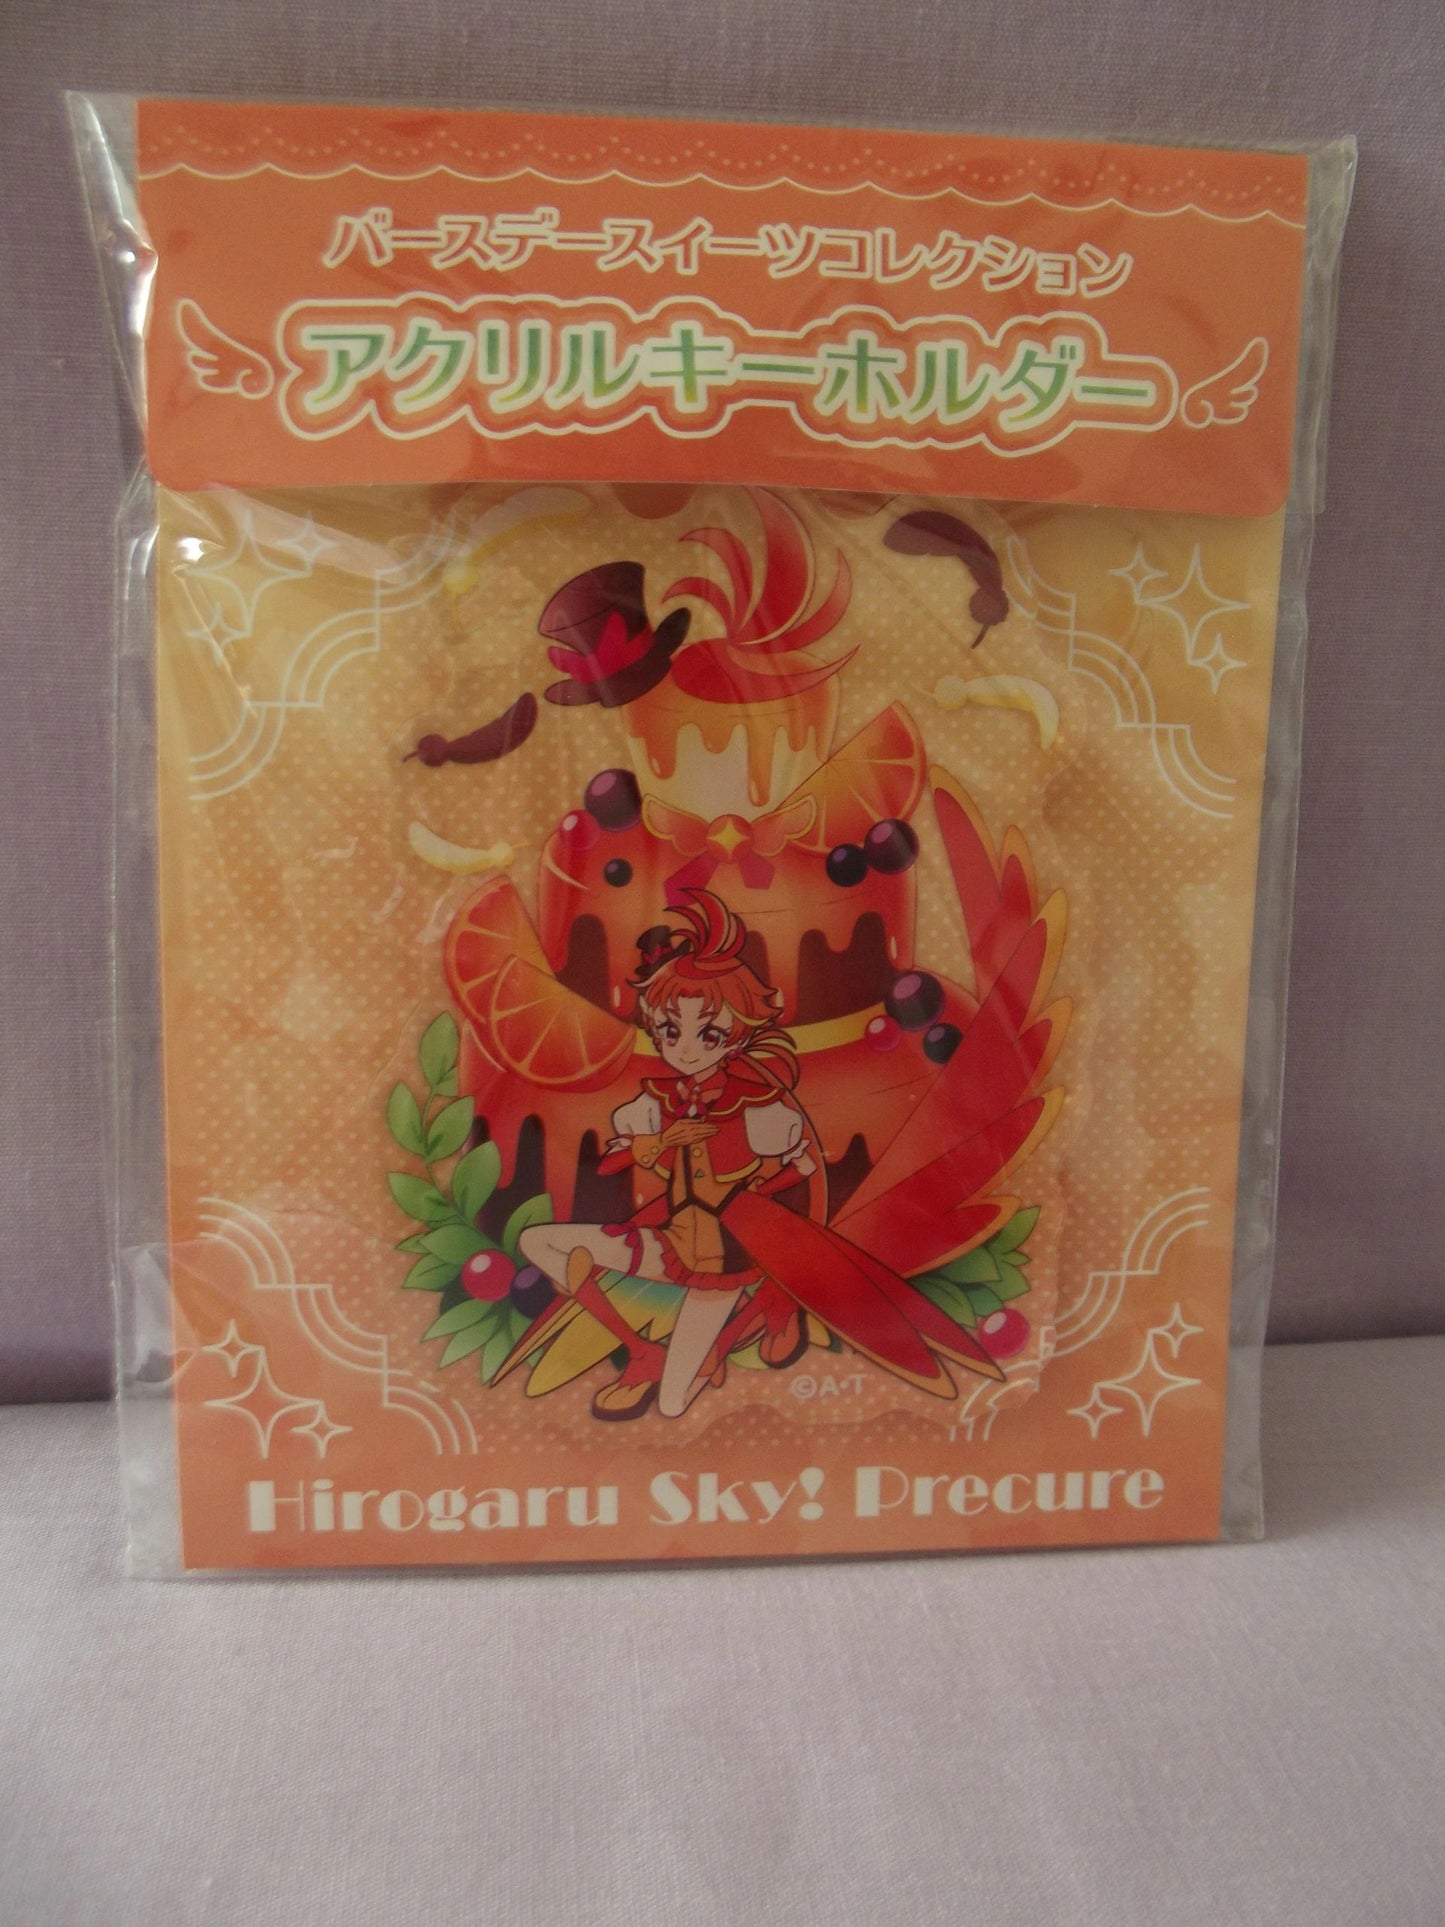 バースデースイーツコレクション
アクリルキーホルダー
©A・T
Hirogaru Sky! Precure